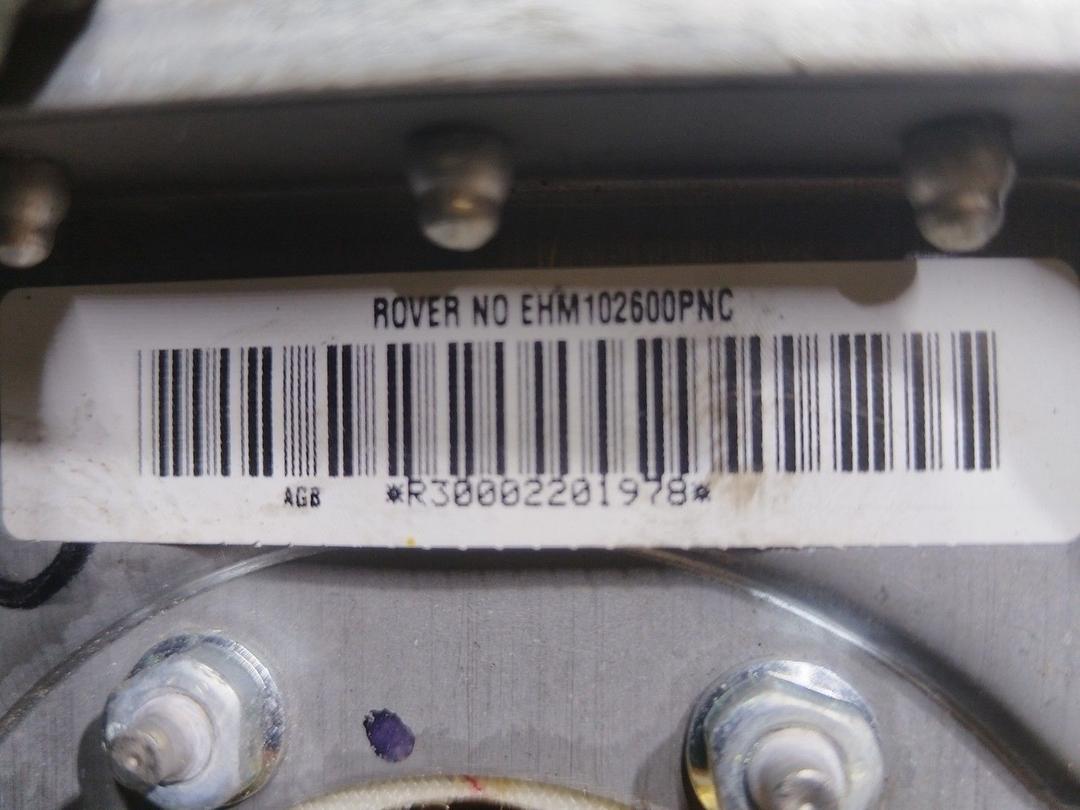 ROVER NO EHM102600PNC
AGB *R30002201978*